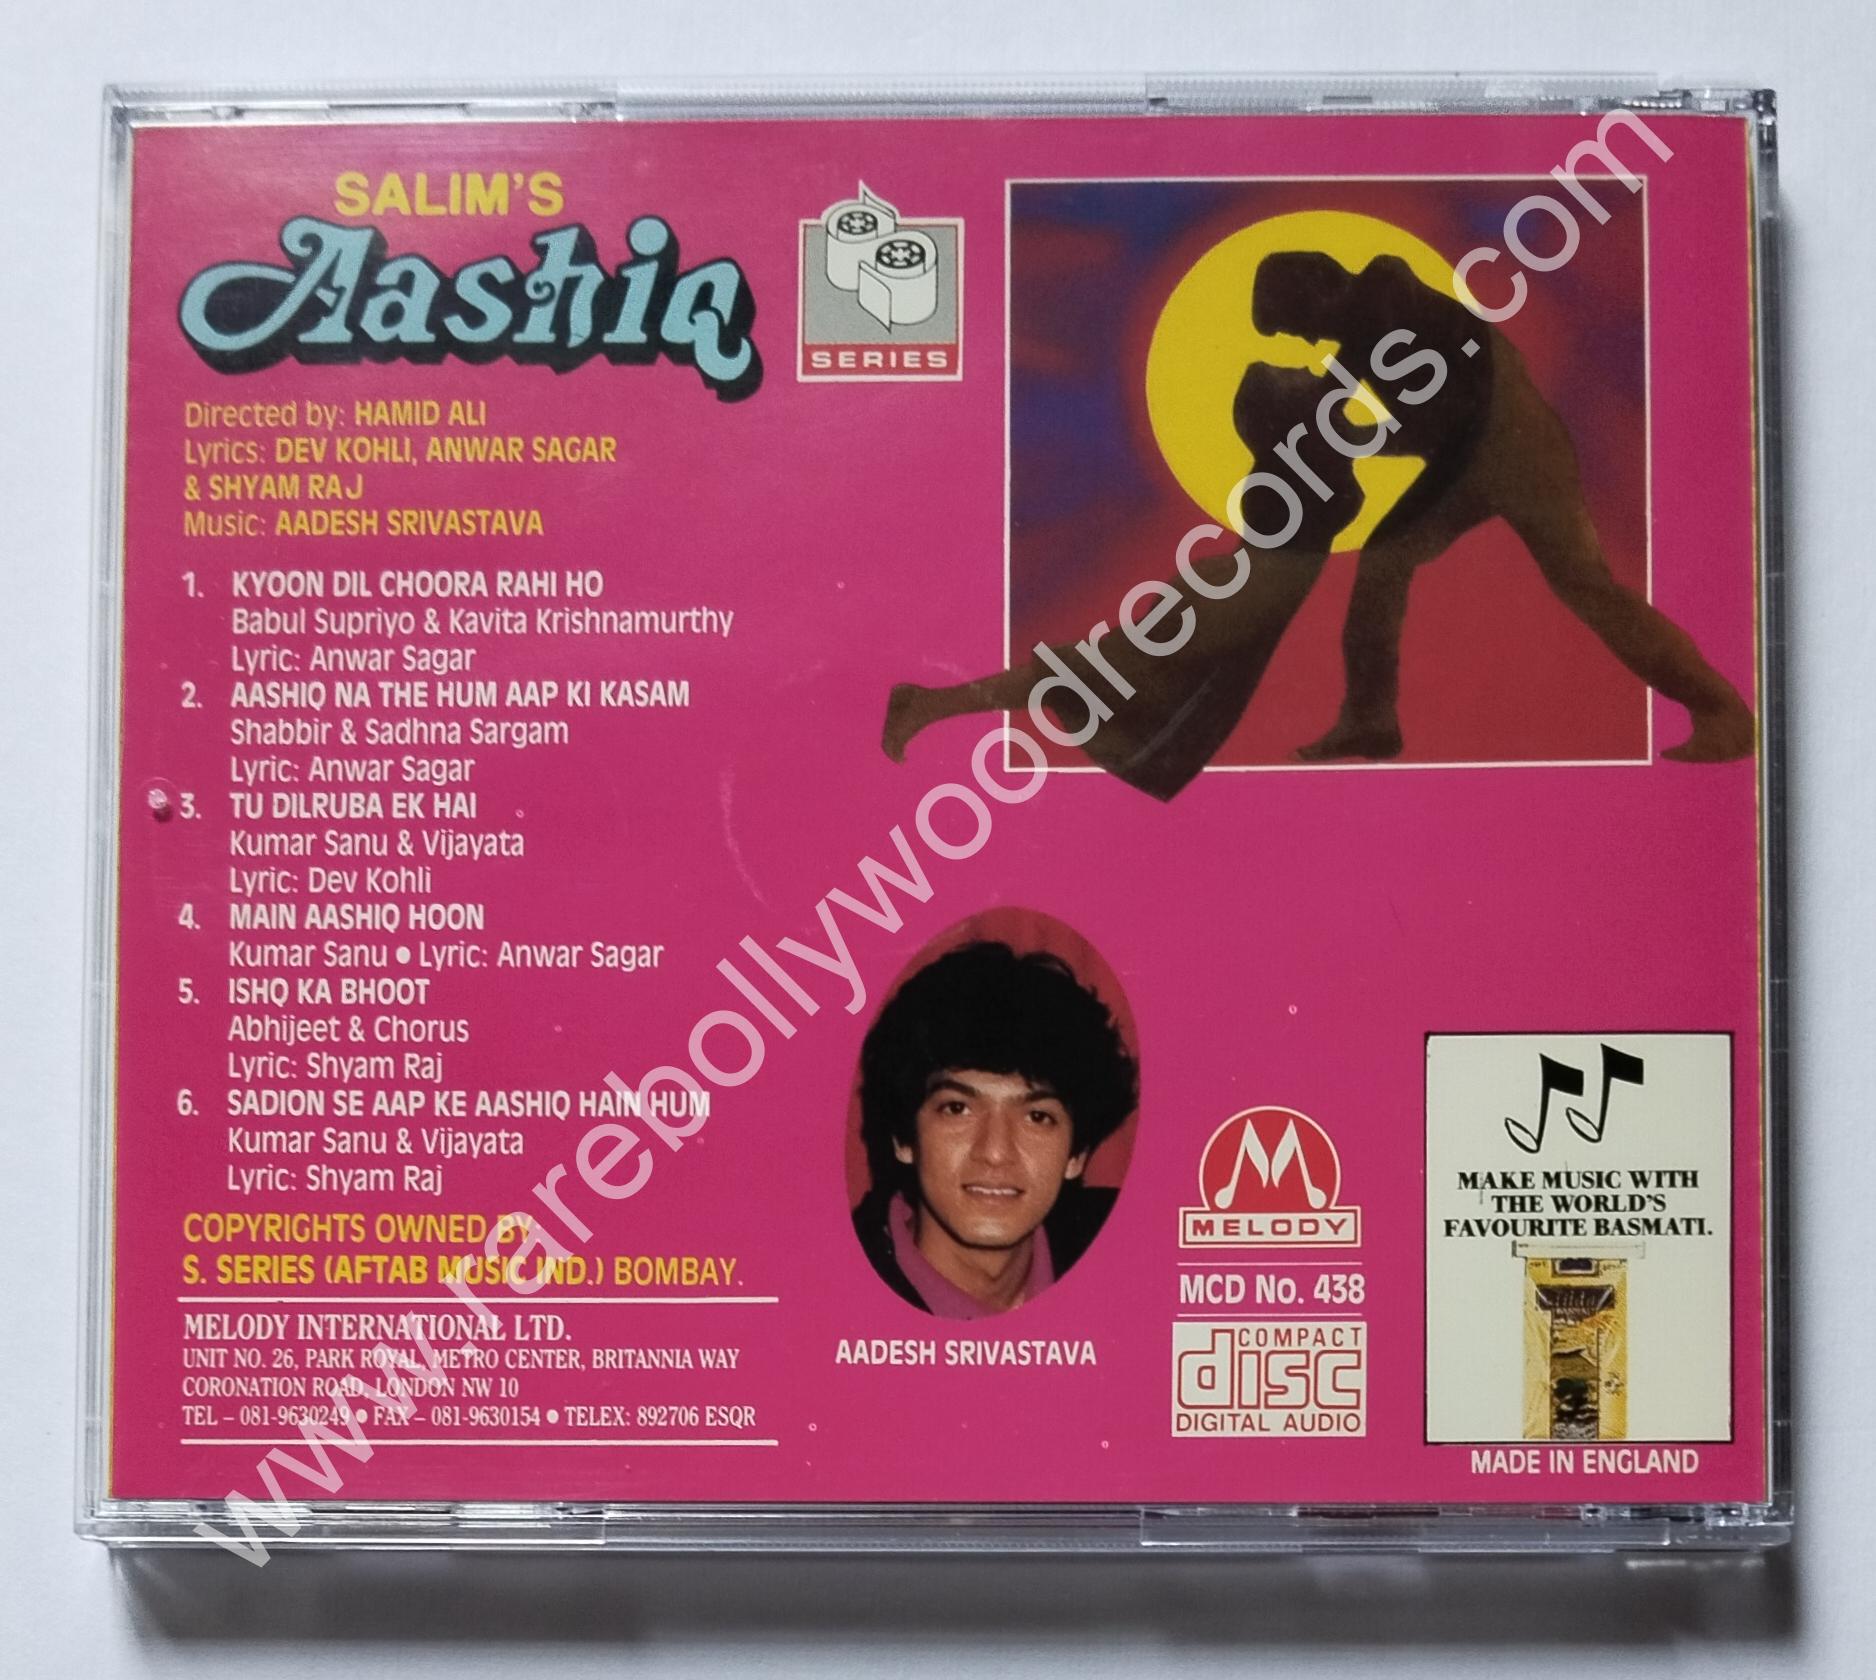 SALIM'S
Aashiq
SERIES
Directed by: HAMID ALI
Lyrics: DEV KOHLI, ANWAR SAGAR
& SHYAM RAJ
Music: AADESH SRIVASTAVA
1. KYOON DIL CHOORA RAHI HO
Babul Supriyo & Kavita Krishnamurthy
Lyric: Anwar Sagar
2. AASHIQ NA THE HUM AAP KI KASAM
Shabbir & Sadhna Sargam
Lyric: Anwar Sagar
3. TU DILRUBA EK HAI
Kumar Sanu & Vijayata
Lyric: Dev Kohli
4. MAIN AASHIQ HOON
Kumar Sanu ● Lyric: Anwar Sagar
5. ISHQ KA BHOOT
Abhijeet & Chorus
Lyric: Shyam Raj
6. SADION SE AAP KE AASHIQ HAIN HUM
Kumar Sanu & Vijayata
Lyric: Shyam Raj
COPYRIGHTS OWNED BY:
S. SERIES (AFTAB MUSIC IND.) BOMBAY.
MELODY INTERNATIONAL LTD.
UNIT NO. 26, PARK ROYAL, METRO CENTER, BRITANNIA WAY
CORONATION ROAD, LONDON NW 10
TEL – 081-9630249 ● FAX – 081-9630154 ● TELEX: 892706 ESQR
AADESH SRIVASTAVA
MELODY
MCD No. 438
COMPACT
disc
DIGITAL AUDIO
MAKE MUSIC WITH
THE WORLD'S
FAVOURITE BASMATI.
MADE IN ENGLAND
www.rarebollywoodrecords.com